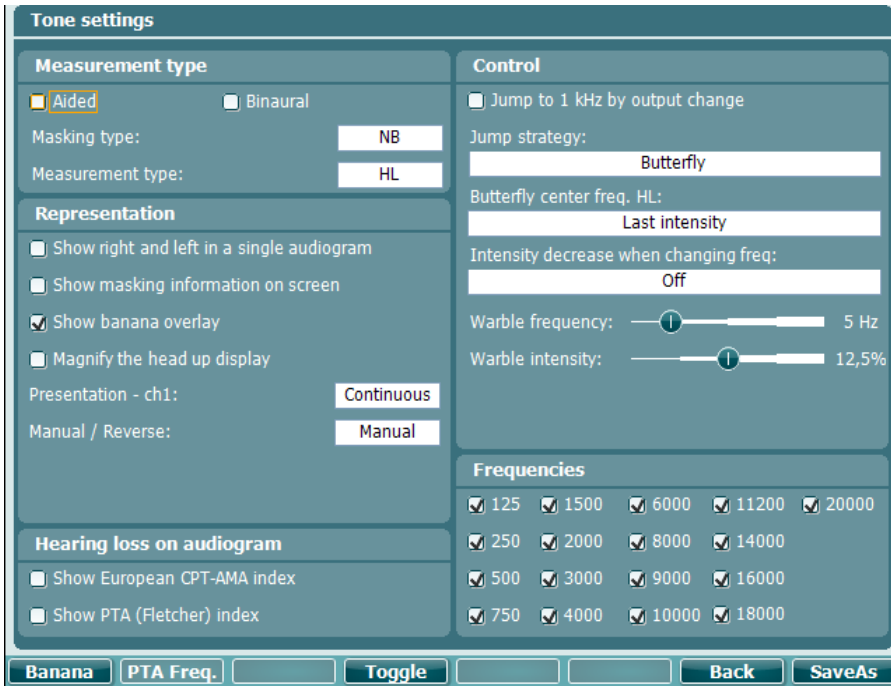 Tone settings
Measurement type
Aided Binaural
Masking type: NB
Measurement type: HL
Representation
Show right and left in a single audiogram
Show masking information on screen
Show banana overlay
Magnify the head up display
Presentation - ch1: Continuous
Manual / Reverse: Manual
Hearing loss on audiogram
Show European CPT-AMA index
Show PTA (Fletcher) index
Control
Jump to 1 kHz by output change
Jump strategy:
Butterfly
Butterfly center freq. HL:
Last intensity
Intensity decrease when changing freq:
Off
Warble frequency: 5 Hz
Warble intensity: 12,5%
Frequencies
125 1500 6000 11200 20000
250 2000 8000 14000
500 3000 9000 16000
750 4000 10000 18000
Banana PTA Freq. Toggle Back SaveAs